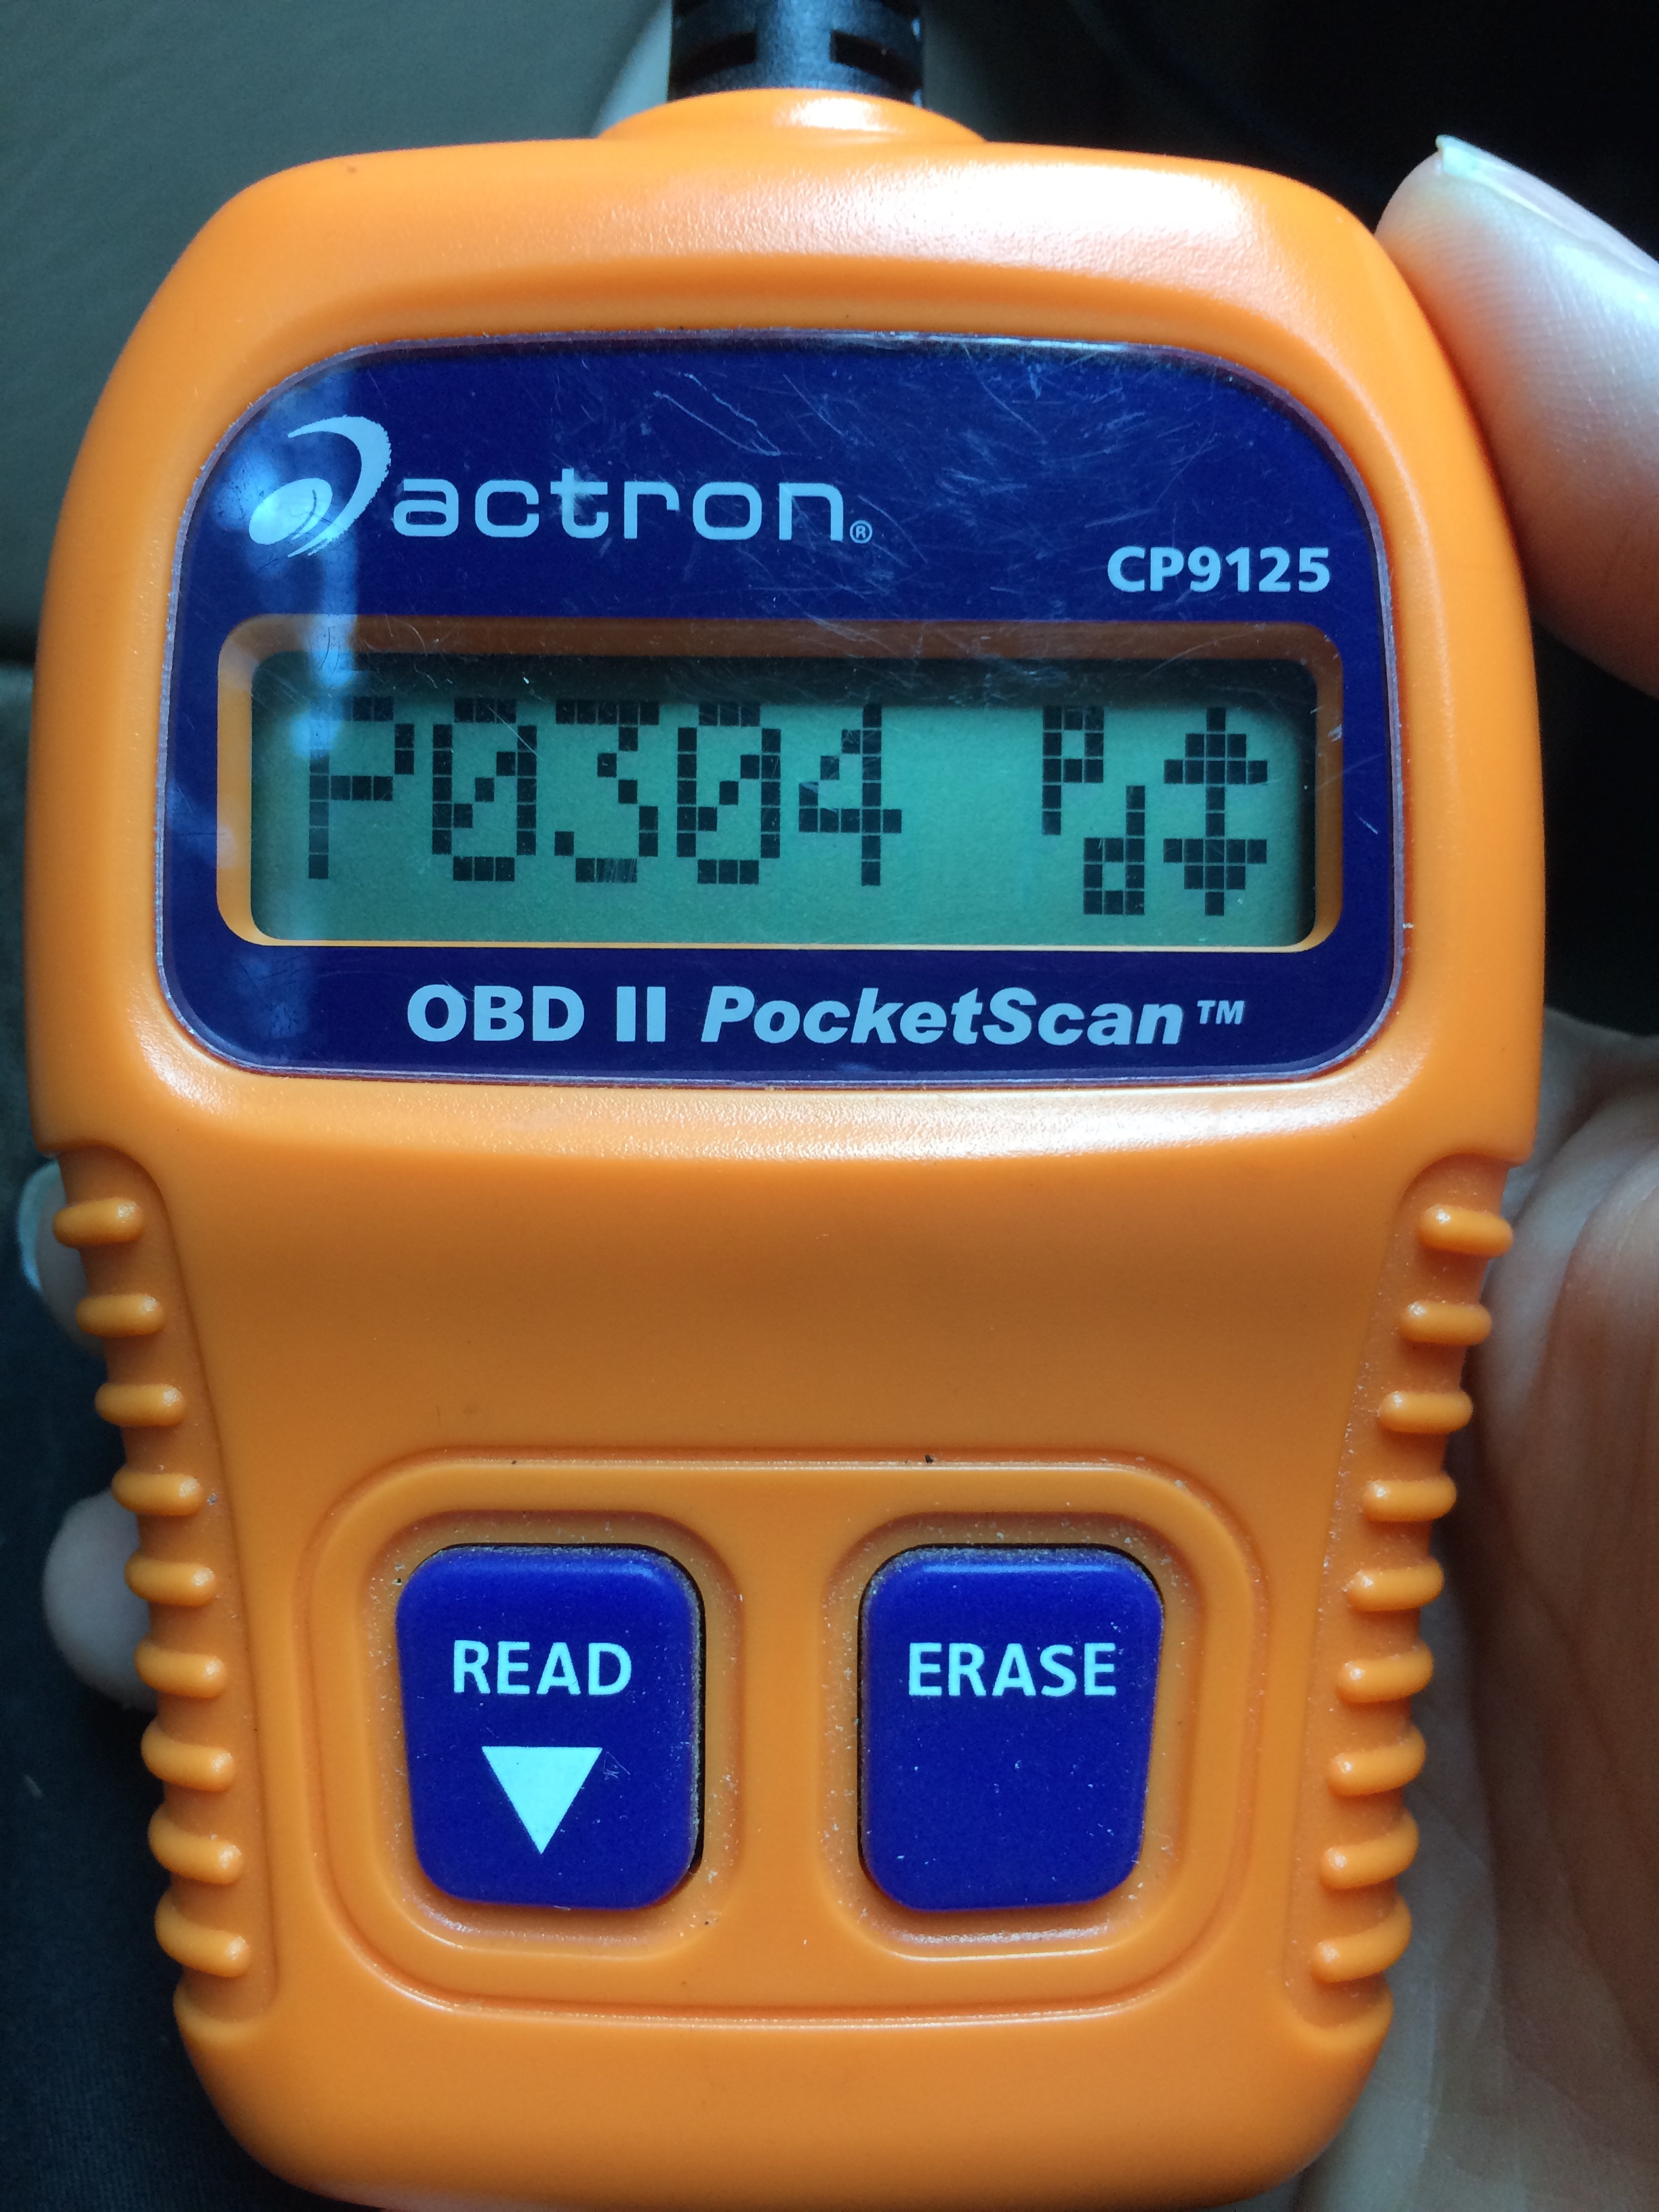 actron®
CP9125
P0304 Pd
OBD II PocketScan™
READ ERASE